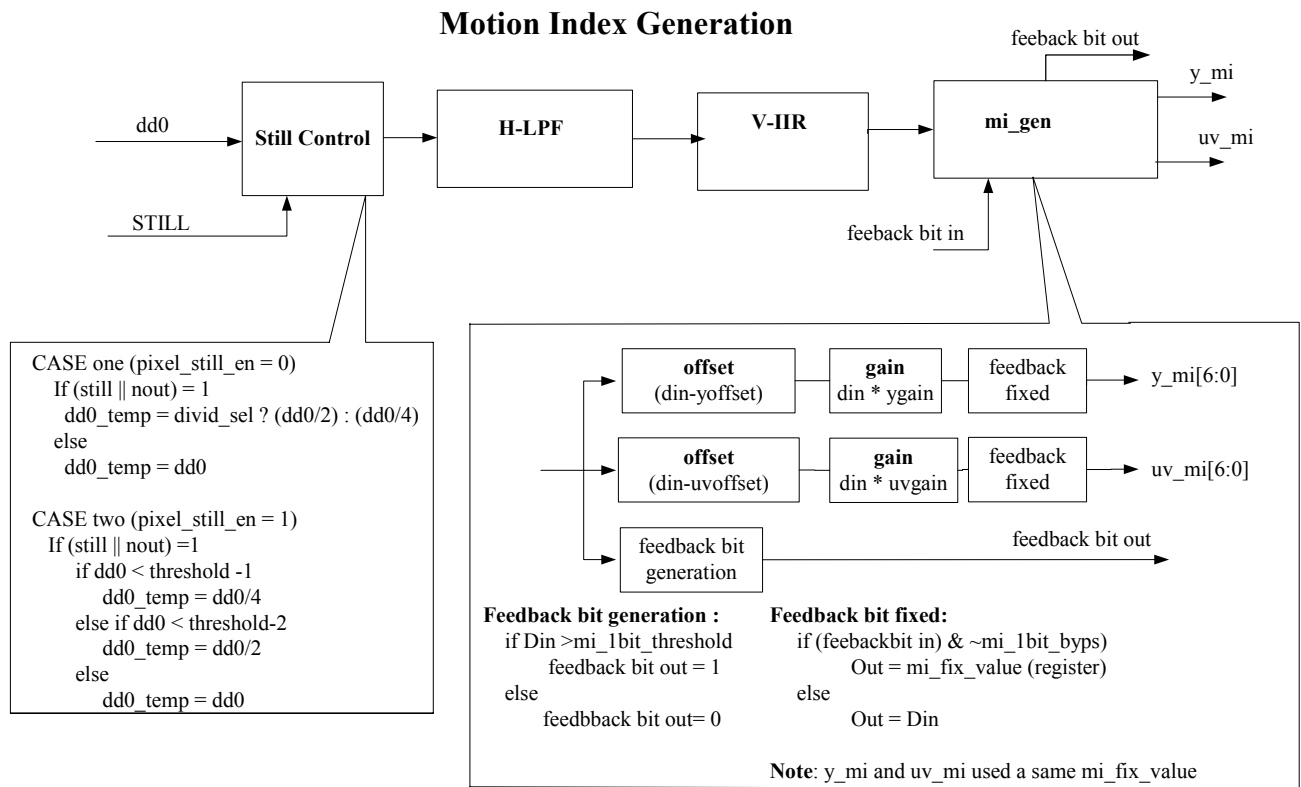 Motion Index Generation
feeback bit out
y_mi
dd0
Still Control
H-LPF
V-IIR
mi_gen
uv_mi
STILL
feeback bit in
CASE one (pixel_still_en = 0)
If (still || nout) = 1
dd0_temp = divid_sel ? (dd0/2) : (dd0/4)
else
dd0_temp = dd0
CASE two (pixel_still_en = 1)
If (still || nout) =1
if dd0 < threshold -1
dd0_temp = dd0/4
else if dd0 < threshold-2
dd0_temp = dd0/2
else
dd0_temp = dd0
offset
(din-yoffset)
gain
din * ygain
feedback
fixed
y_mi[6:0]
offset
(din-uvoffset)
gain
din * uvgain
feedback
fixed
uv_mi[6:0]
feedback bit
generation
feedback bit out
Feedback bit generation :
if Din >mi_1bit_threshold
feedback bit out = 1
else
feedbback bit out= 0
Feedback bit fixed:
if (feebackbit in) & ~mi_1bit_byps)
Out = mi_fix_value (register)
else
Out = Din
Note: y_mi and uv_mi used a same mi_fix_value